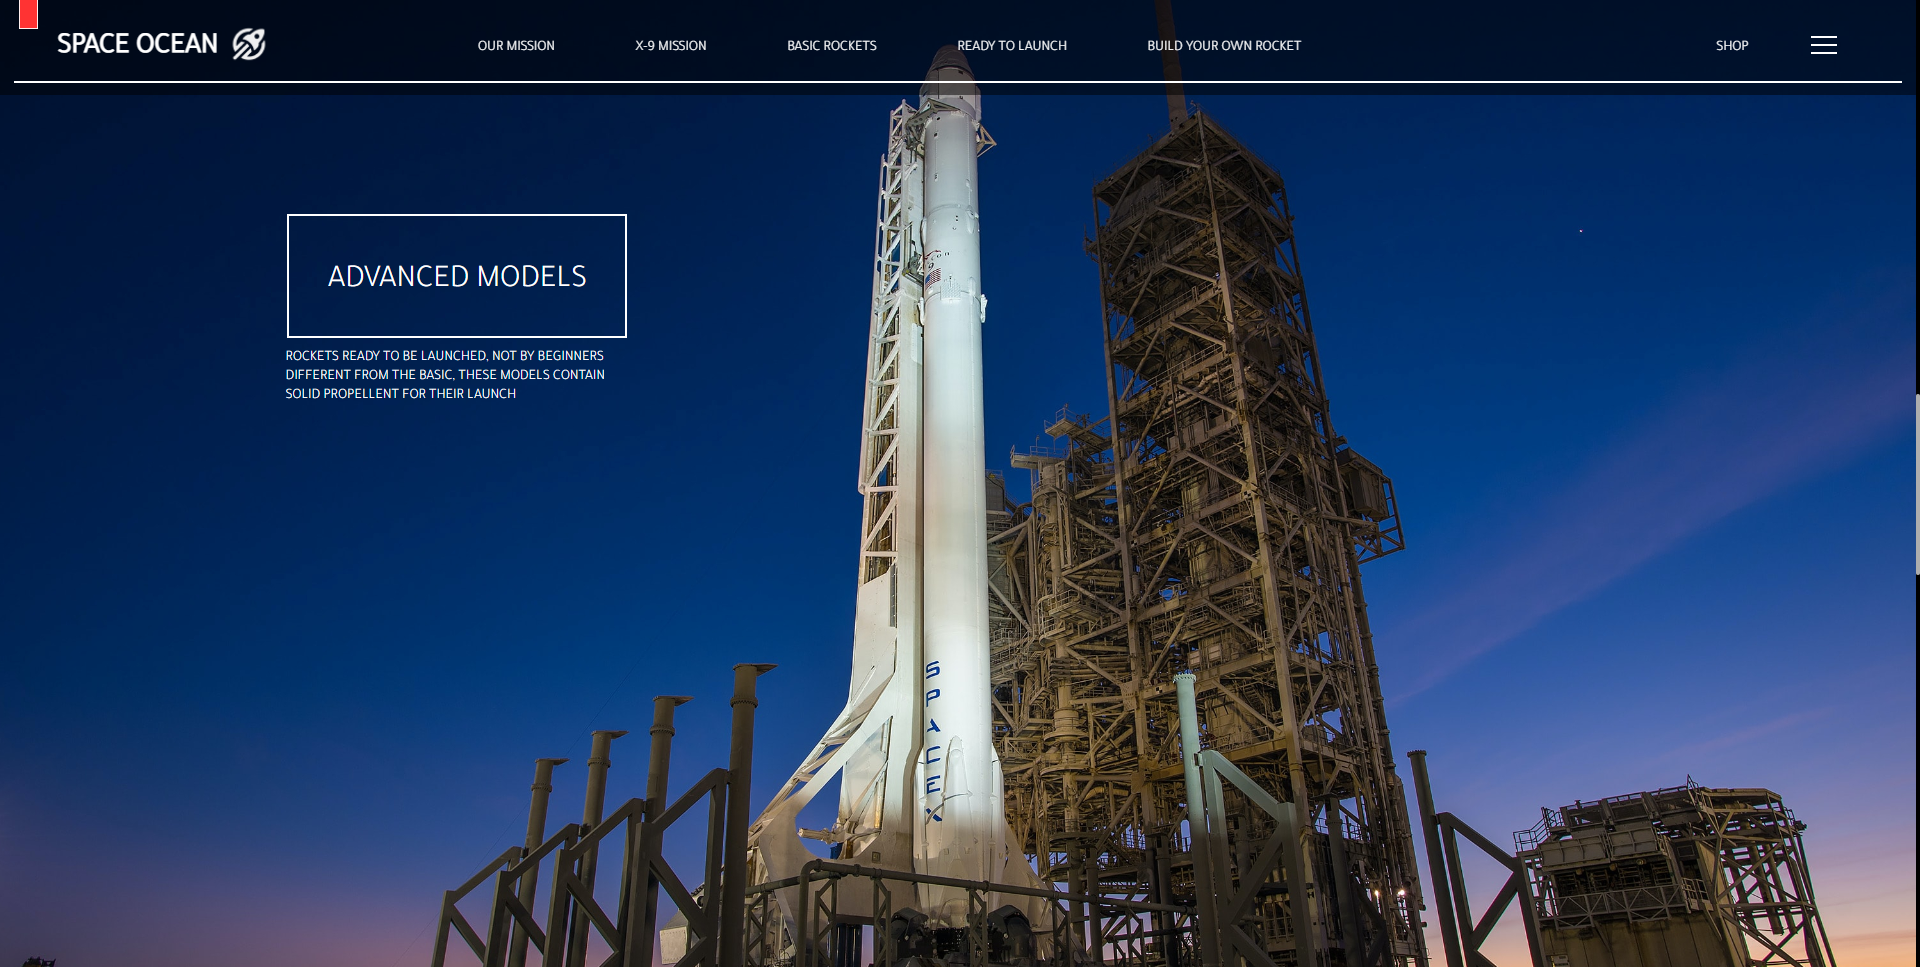 SPACE OCEAN
OUR MISSION
X-9 MISSION
BASIC ROCKETS
READY TO LAUNCH
BUILD YOUR OWN ROCKET
SHOP
ADVANCED MODELS
ROCKETS READY TO BE LAUNCHED, NOT BY BEGINNERS
DIFFERENT FROM THE BASIC, THESE MODELS CONTAIN
SOLID PROPELLENT FOR THEIR LAUNCH
SPACEX